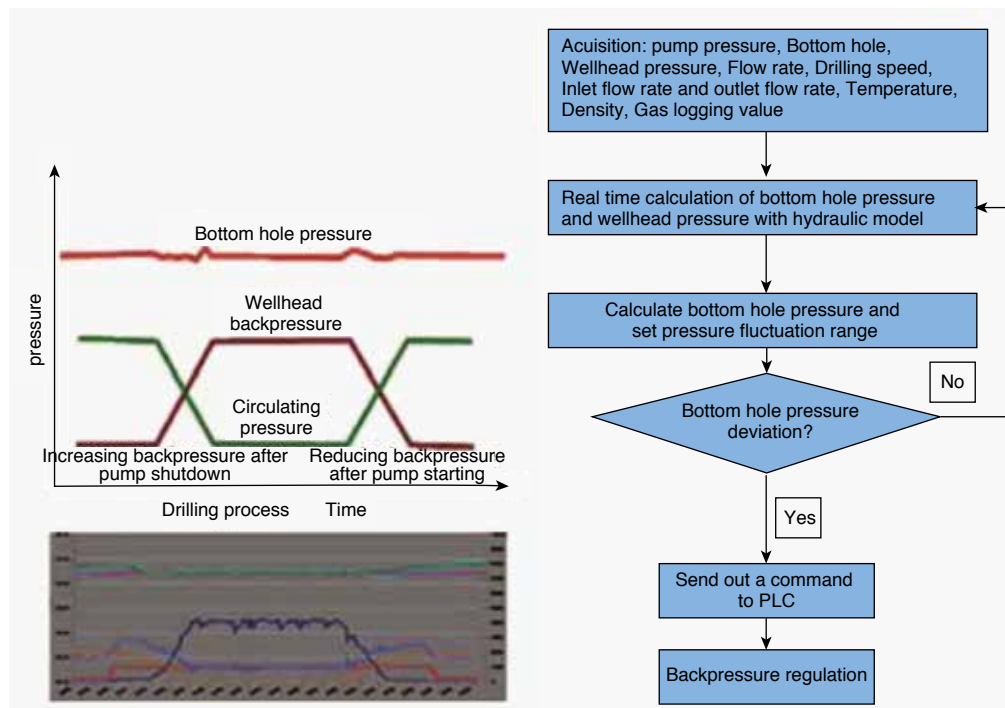 Acuisition: pump pressure, Bottom hole,
Wellhead pressure, Flow rate, Drilling speed,
Inlet flow rate and outlet flow rate, Temperature,
Density, Gas logging value
Real time calculation of bottom hole pressure
and wellhead pressure with hydraulic model
Calculate bottom hole pressure and
set pressure fluctuation range
Bottom hole pressure
deviation?
No
Yes
Send out a command
to PLC
Backpressure regulation
pressure
Bottom hole pressure
Wellhead
backpressure
Circulating
pressure
Increasing backpressure after
pump shutdown
Reducing backpressure
after pump starting
Drilling process
Time